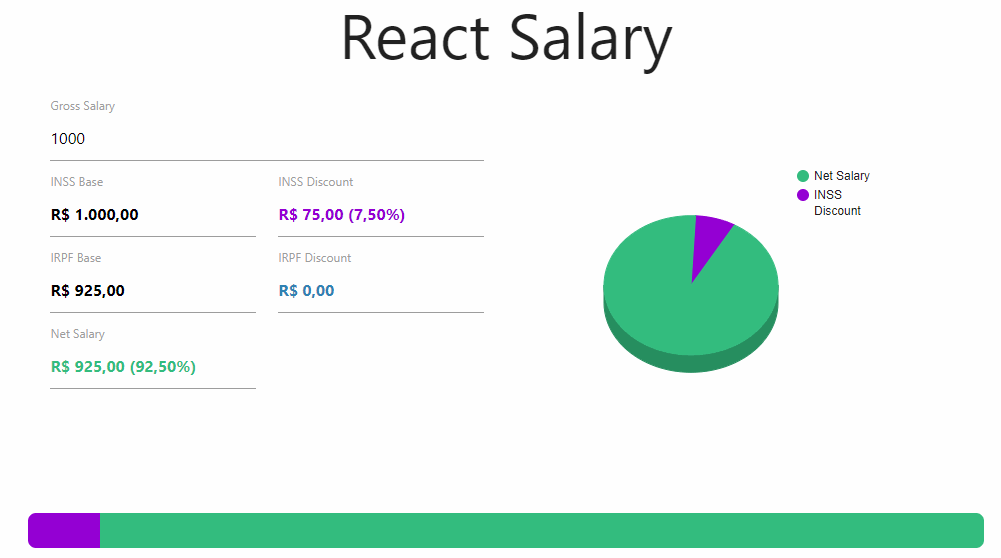 React Salary
Gross Salary
1000
INSS Base
INSS Discount
R$ 1.000,00
R$ 75,00 (7,50%)
IRPF Base
IRPF Discount
R$ 925,00
R$ 0,00
Net Salary
R$ 925,00 (92,50%)
Net Salary
INSS
Discount